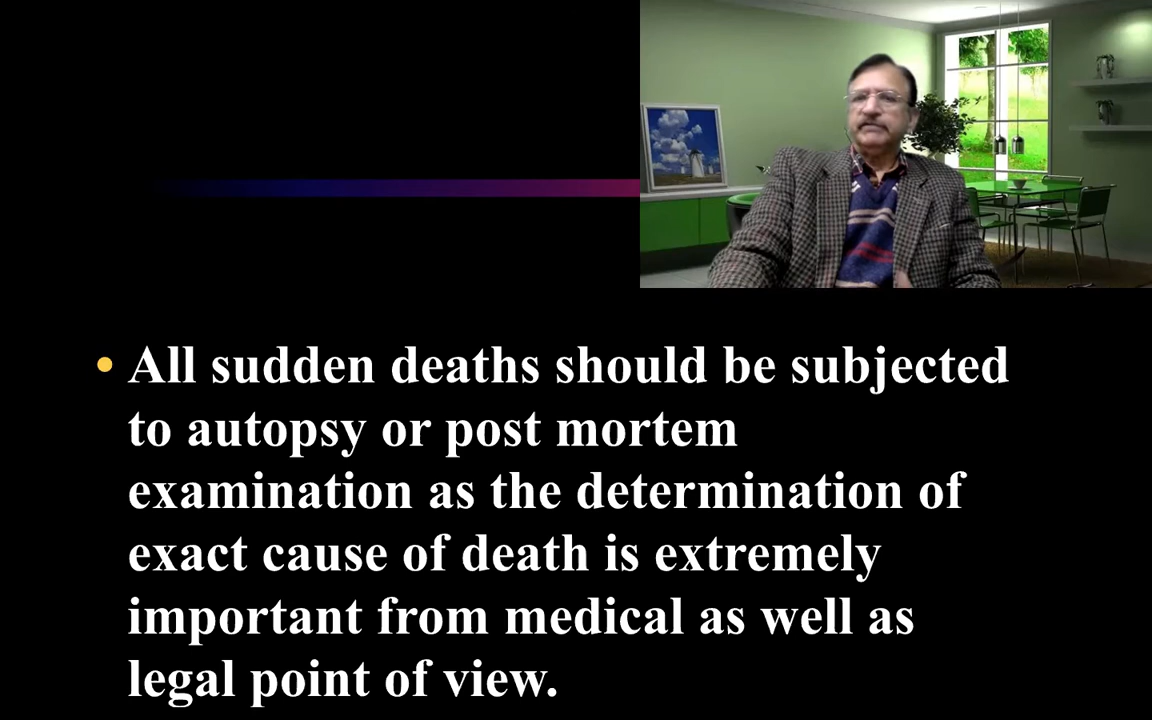 • All sudden deaths should be subjected
to autopsy or post mortem
examination as the determination of
exact cause of death is extremely
important from medical as well as
legal point of view.